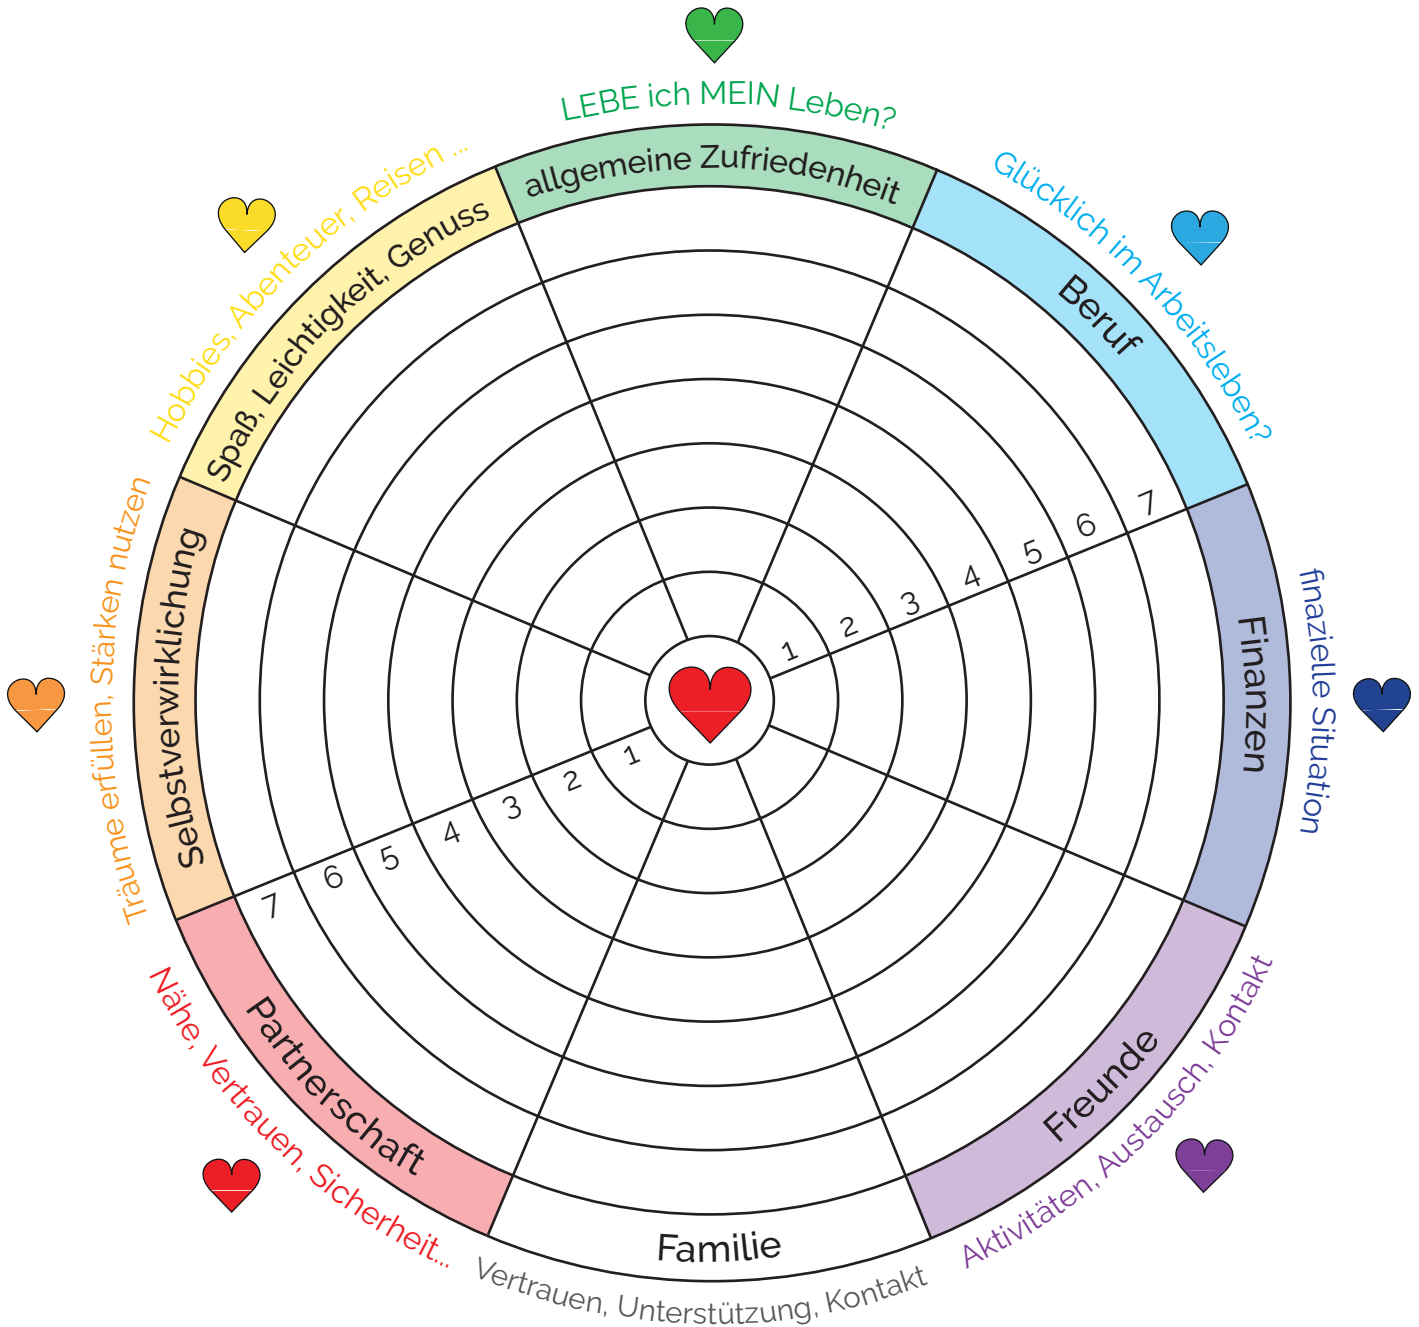 LEBE ich MEIN Leben?
allgemeine Zufriedenheit
Glücklich im Arbeitsleben?
Beruf
finazielle Situation
Finanzen
Aktivitäten, Austausch, Kontakt
Freunde
Familie
Vertrauen, Unterstützung, Kontakt
Nähe, Vertrauen, Sicherheit...
Partnerschaft
Träume erfüllen, Stärken nutzen
Selbstverwirklichung
Hobbies, Abenteuer, Reisen ...
Spaß, Leichtigkeit, Genuss
1 2 3 4 5 6 7
1 2 3 4 5 6 7